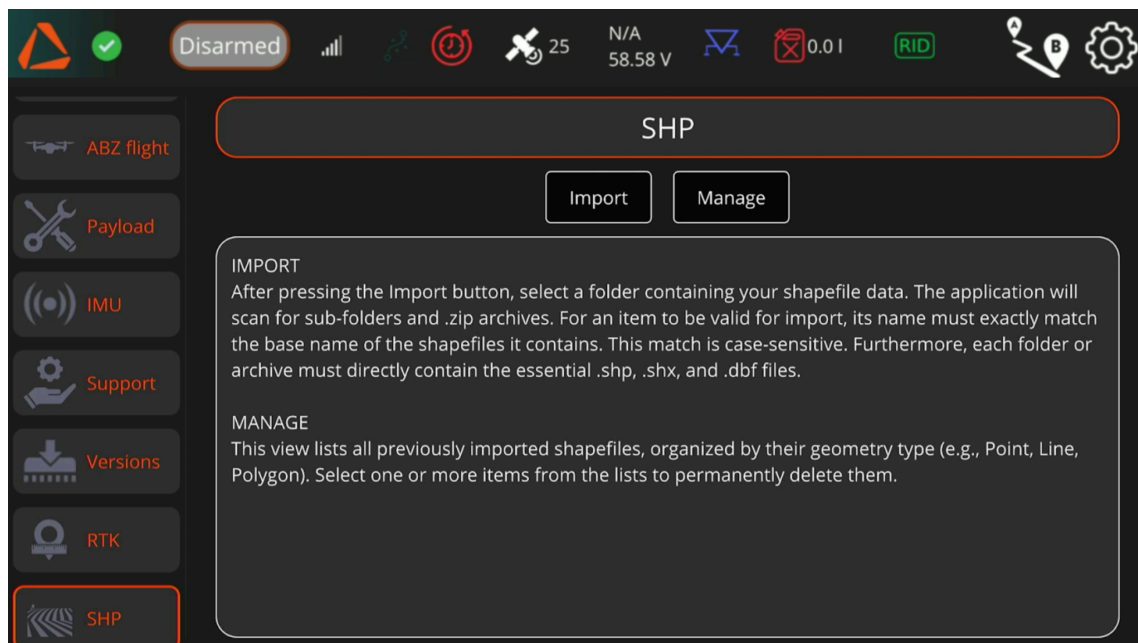 Disarmed
25
N/A
58.58 V
0.0 l
RID
A
B
ABZ flight
Payload
IMU
Support
Versions
RTK
SHP
SHP
Import
Manage
IMPORT
After pressing the Import button, select a folder containing your shapefile data. The application will
scan for sub-folders and .zip archives. For an item to be valid for import, its name must exactly match
the base name of the shapefiles it contains. This match is case-sensitive. Furthermore, each folder or
archive must directly contain the essential .shp, .shx, and .dbf files.
MANAGE
This view lists all previously imported shapefiles, organized by their geometry type (e.g., Point, Line,
Polygon). Select one or more items from the lists to permanently delete them.